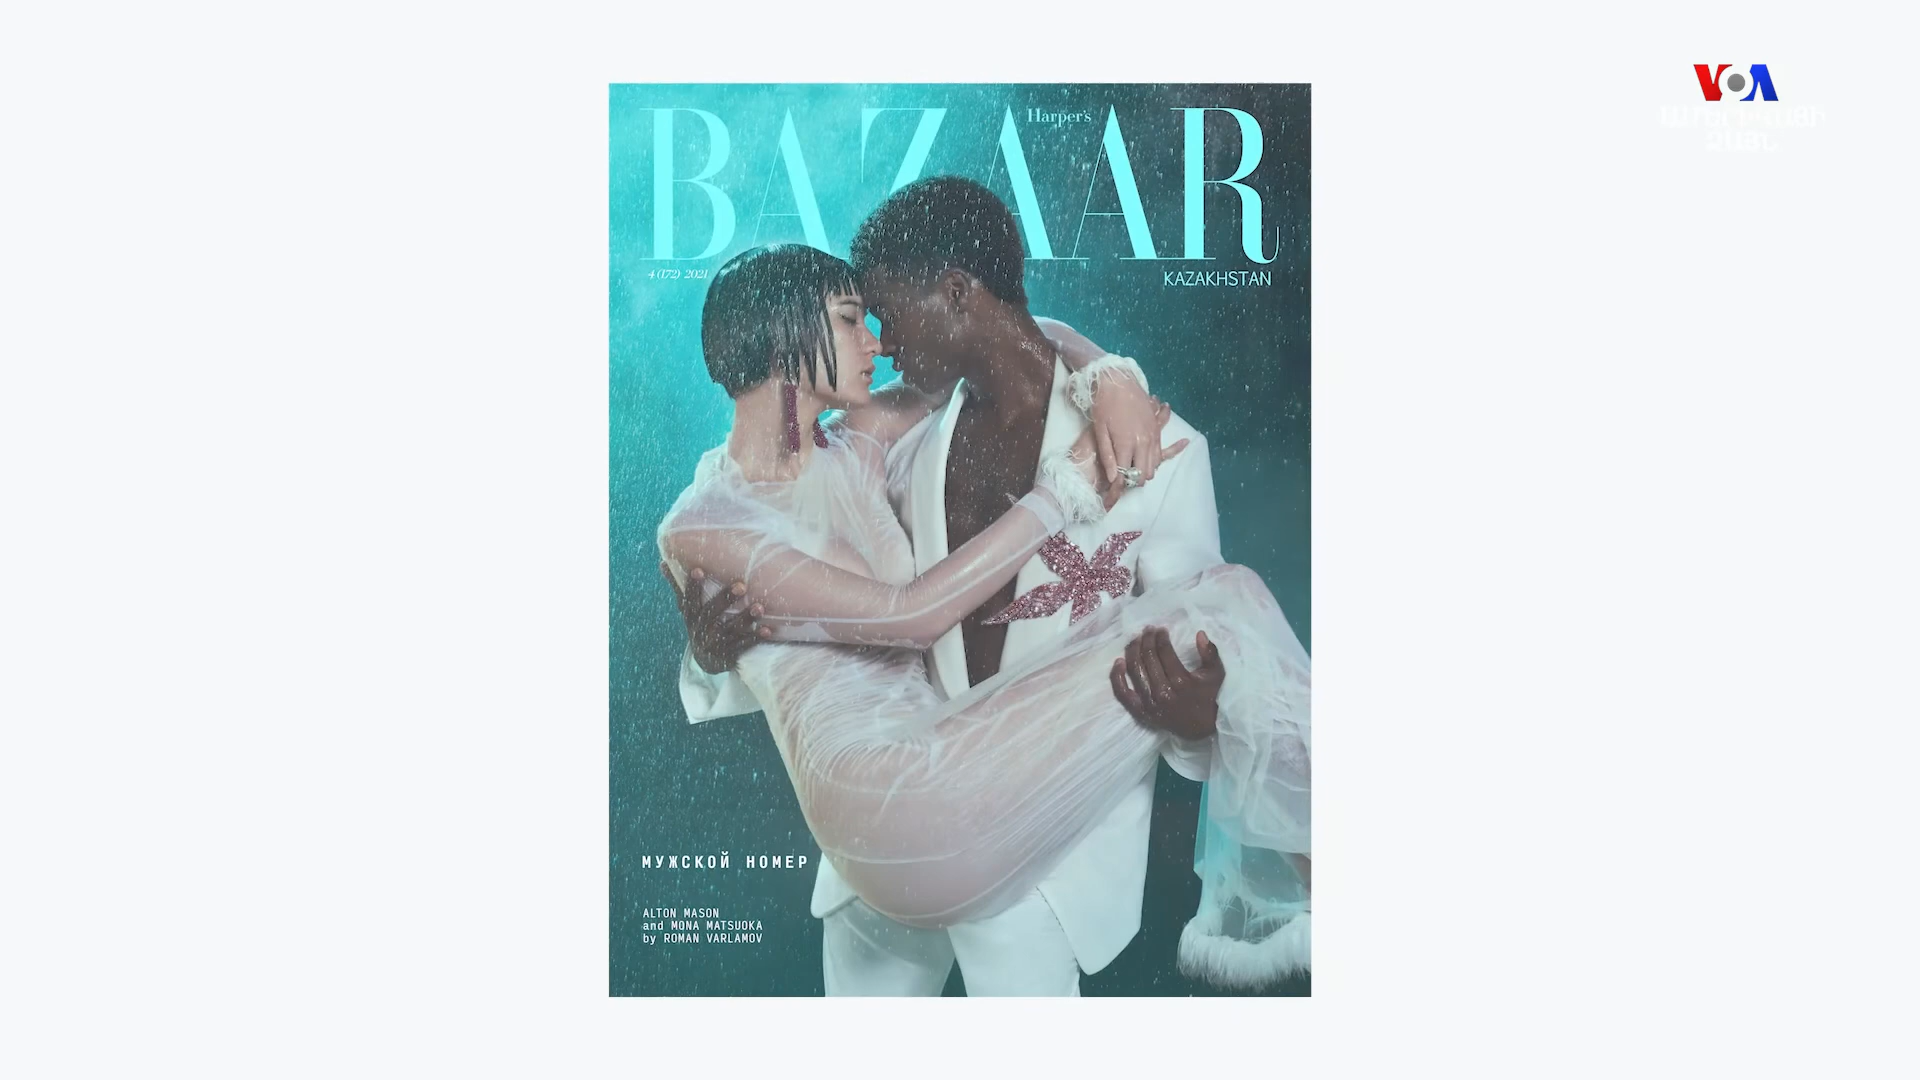 BAZAAR
Harper's
4 (172) 2021
KAZAKHSTAN
МУЖСКОЙ НОМЕР
ALTON MASON
and MONA MATSUOKA
by ROMAN VARLAMOV
VOA